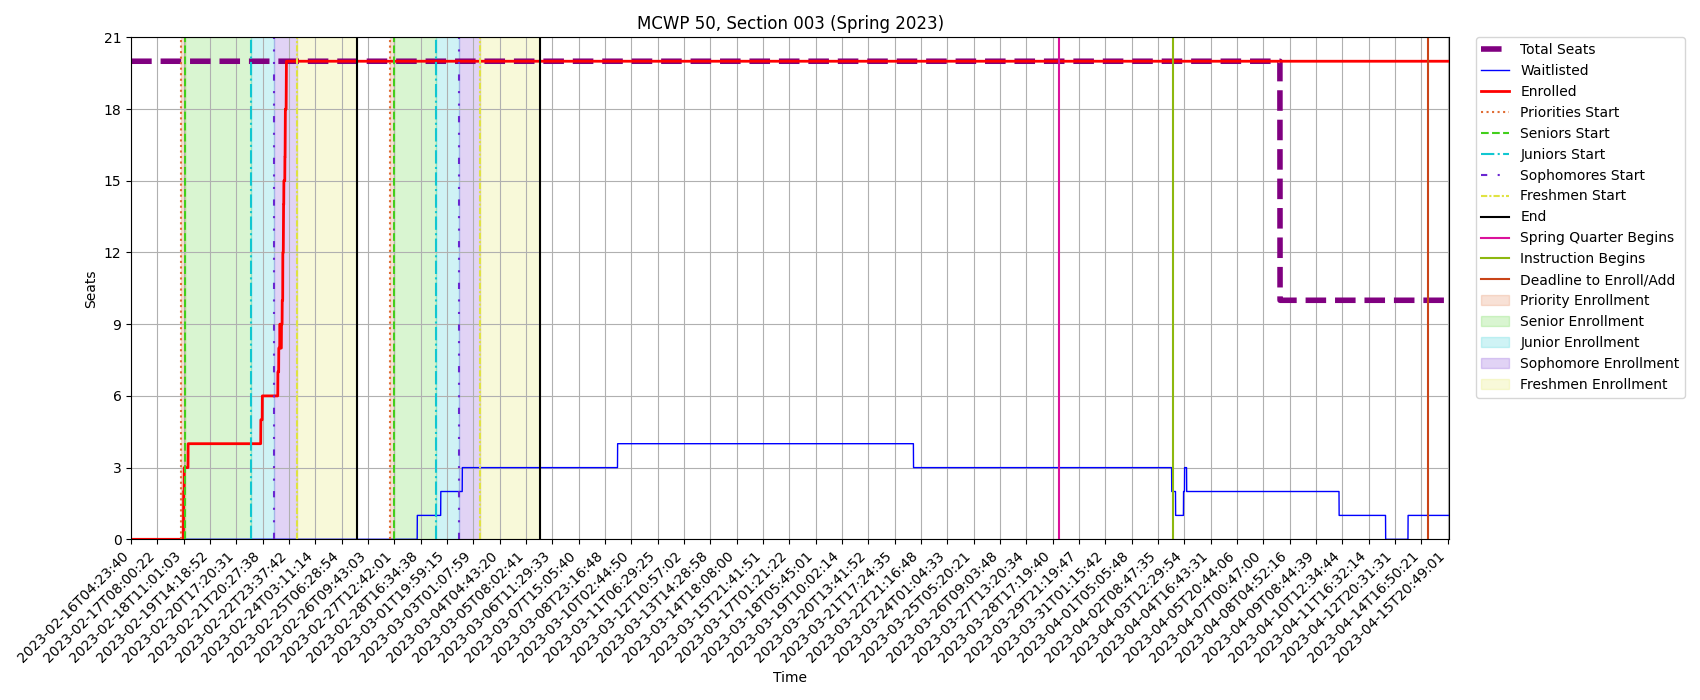 MCWP 50, Section 003 (Spring 2023)
Seats
21
18
15
12
9
6
3
0
2023-02-16T04:23:40
2023-02-17T08:00:22
2023-02-18T11:01:03
2023-02-19T14:18:52
2023-02-20T17:20:31
2023-02-21T20:27:38
2023-02-22T23:37:42
2023-02-24T03:11:14
2023-02-25T06:28:54
2023-02-26T09:43:03
2023-02-27T12:42:01
2023-02-28T16:34:38
2023-03-01T19:59:15
2023-03-03T01:07:59
2023-03-04T04:43:20
2023-03-05T08:02:41
2023-03-06T11:29:33
2023-03-07T15:05:40
2023-03-08T23:16:48
2023-03-10T02:44:50
2023-03-11T06:29:25
2023-03-12T10:57:02
2023-03-13T14:28:58
2023-03-14T18:08:00
2023-03-15T21:41:51
2023-03-17T01:21:22
2023-03-18T05:45:01
2023-03-19T10:02:14
2023-03-20T13:41:52
2023-03-21T17:24:35
2023-03-22T21:16:48
2023-03-24T01:04:33
2023-03-25T05:20:21
2023-03-26T09:03:48
2023-03-27T13:20:34
2023-03-28T17:19:40
2023-03-29T21:19:47
2023-03-31T01:15:42
2023-04-01T05:05:48
2023-04-02T08:47:35
2023-04-03T12:29:54
2023-04-04T16:43:31
2023-04-05T20:44:06
2023-04-07T00:47:00
2023-04-08T04:52:16
2023-04-09T08:44:39
2023-04-10T12:34:44
2023-04-11T16:32:14
2023-04-12T20:31:31
2023-04-14T16:50:21
2023-04-15T20:49:01
Time
Total Seats
Waitlisted
Enrolled
Priorities Start
Seniors Start
Juniors Start
Sophomores Start
Freshmen Start
End
Spring Quarter Begins
Instruction Begins
Deadline to Enroll/Add
Priority Enrollment
Senior Enrollment
Junior Enrollment
Sophomore Enrollment
Freshmen Enrollment